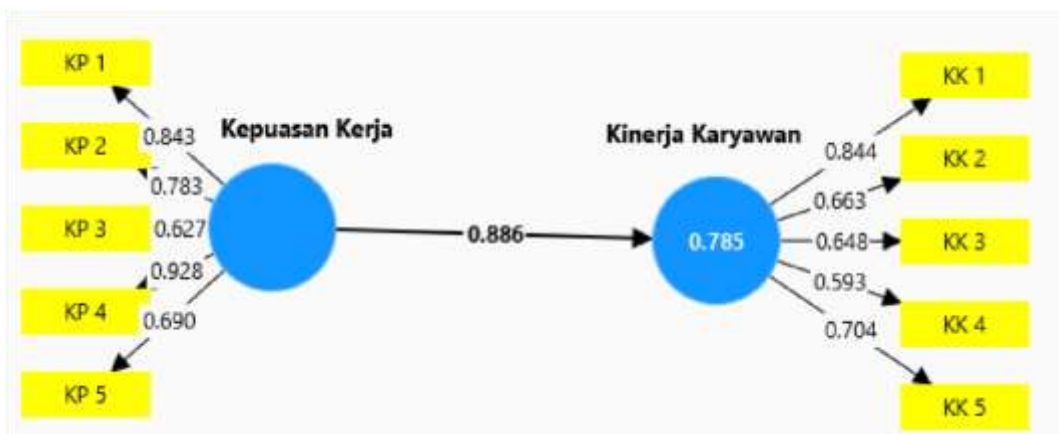 KP 1
KP 2
KP 3
KP 4
KP 5
0.843
0.783
0.627
0.928
0.690
Kepuasan Kerja
0.886
Kinerja Karyawan
0.785
0.844
0.663
0.648
0.593
0.704
KK 1
KK 2
KK 3
KK 4
KK 5